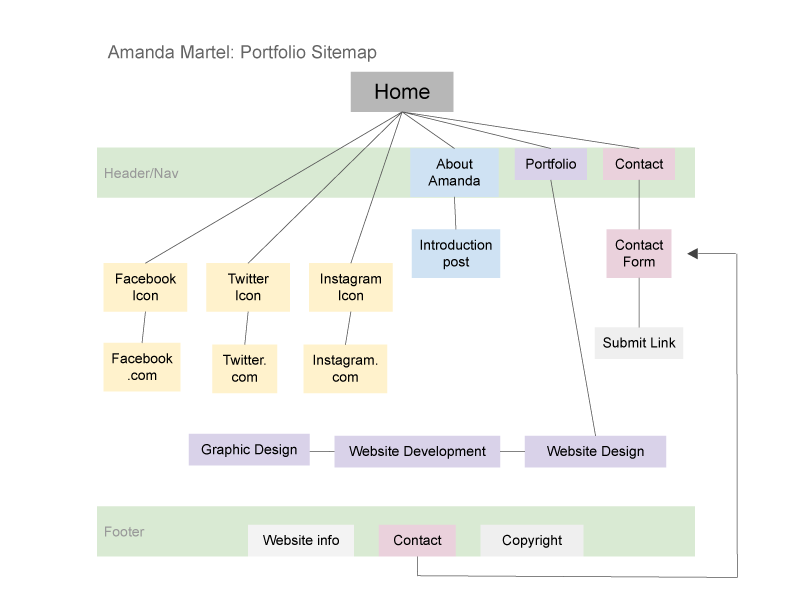 Amanda Martel: Portfolio Sitemap
Home
Header/Nav
About
Amanda
Portfolio
Contact
Introduction
post
Contact
Form
Facebook
Icon
Twitter
Icon
Instagram
Icon
Submit Link
Facebook
.com
Twitter.
com
Instagram.
com
Graphic Design
Website Development
Website Design
Footer
Website info
Contact
Copyright